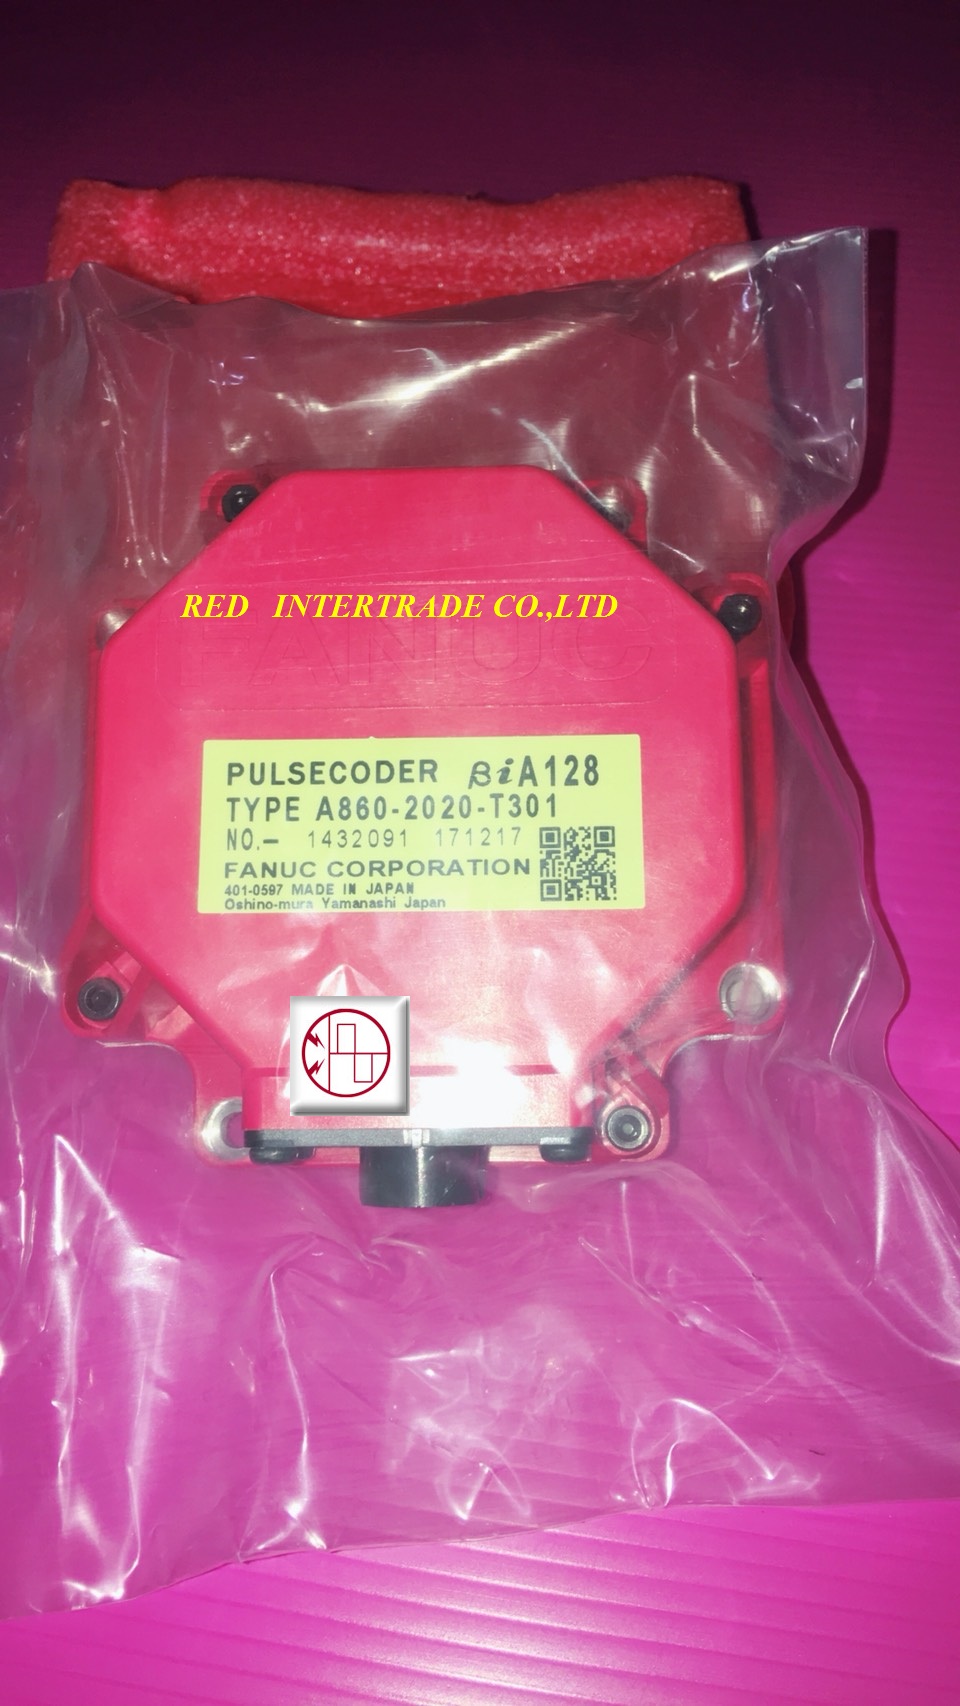 RED INTERTRADE CO.,LTD
FANUC
PULSECODER βiA128
TYPE A860-2020-T301
NO.- 1432091 171217
FANUC CORPORATION
401-0597 MADE IN JAPAN
Oshino-mura Yamanashi Japan